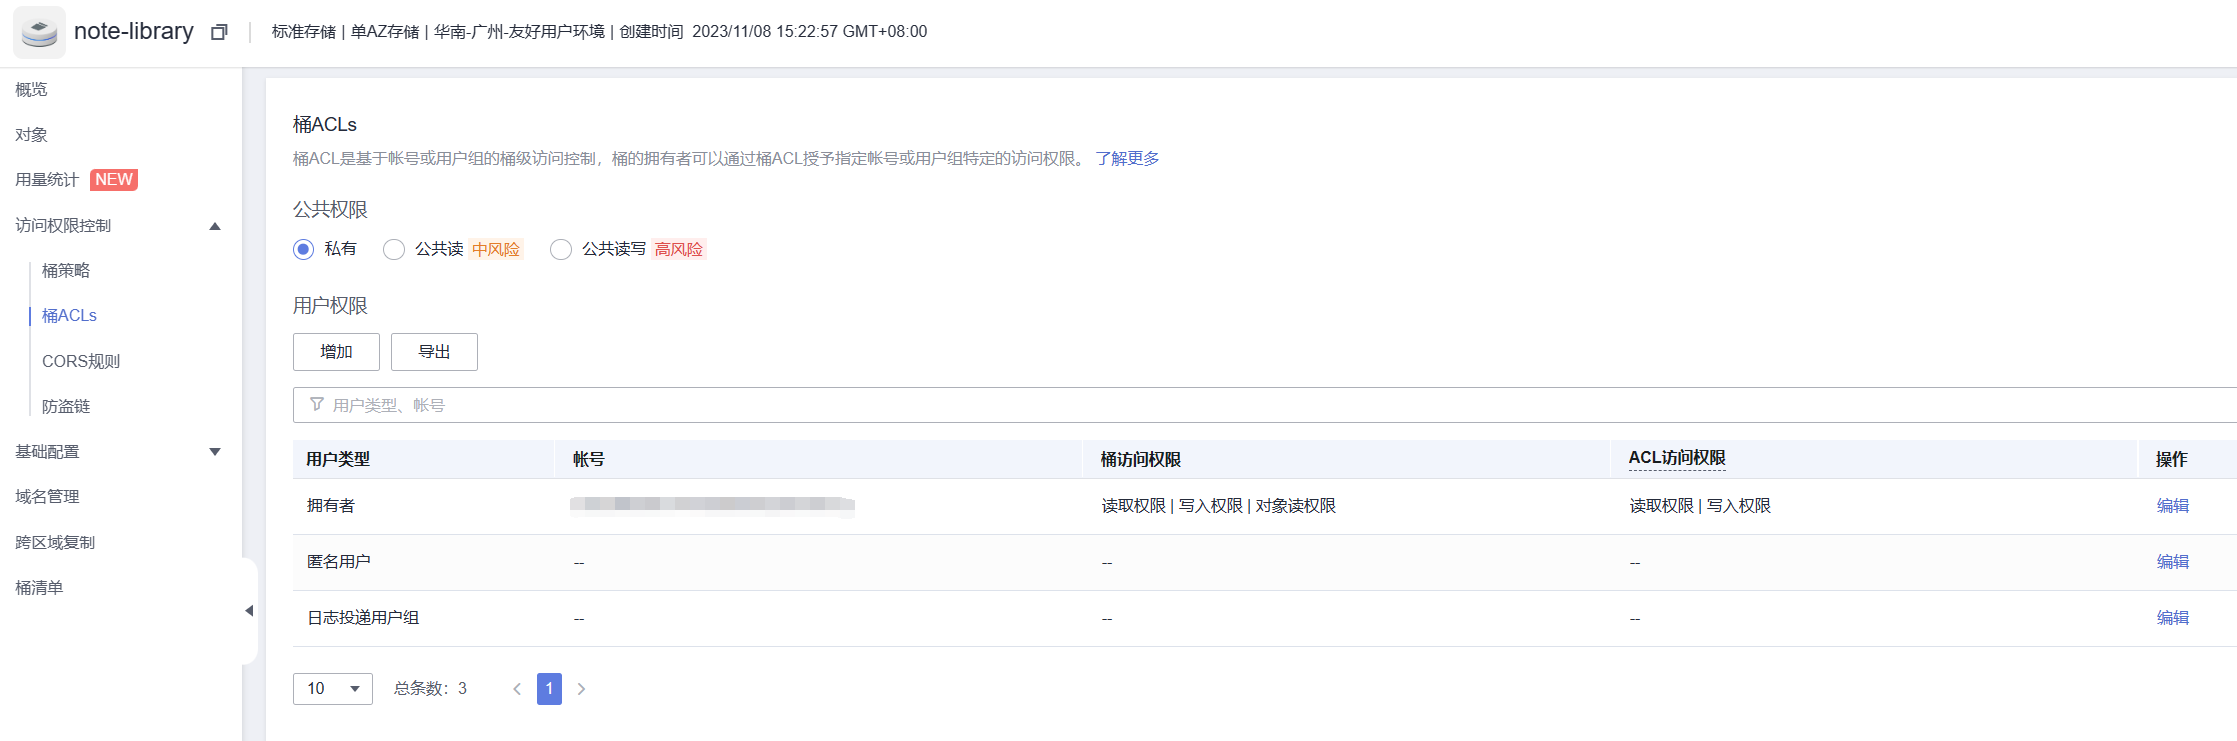 note-library
标准存储 | 单AZ存储 | 华南-广州-友好用户环境 | 创建时间 2023/11/08 15:22:57 GMT+08:00
概览
对象
用量统计 NEW
访问权限控制
桶策略
桶ACLs
CORS规则
防盗链
基础配置
域名管理
跨区域复制
桶清单
桶ACLs
桶ACL是基于帐号或用户组的桶级访问控制，桶的拥有者可以通过桶ACL授予指定帐号或用户组特定的访问权限。 了解更多
公共权限
私有 公共读 中风险 公共读写 高风险
用户权限
增加 导出
用户类型、帐号
用户类型 帐号 桶访问权限 ACL访问权限 操作
拥有者 读取权限 | 写入权限 | 对象读权限 读取权限 | 写入权限 编辑
匿名用户 -- -- -- 编辑
日志投递用户组 -- -- -- 编辑
10 总条数：3 1